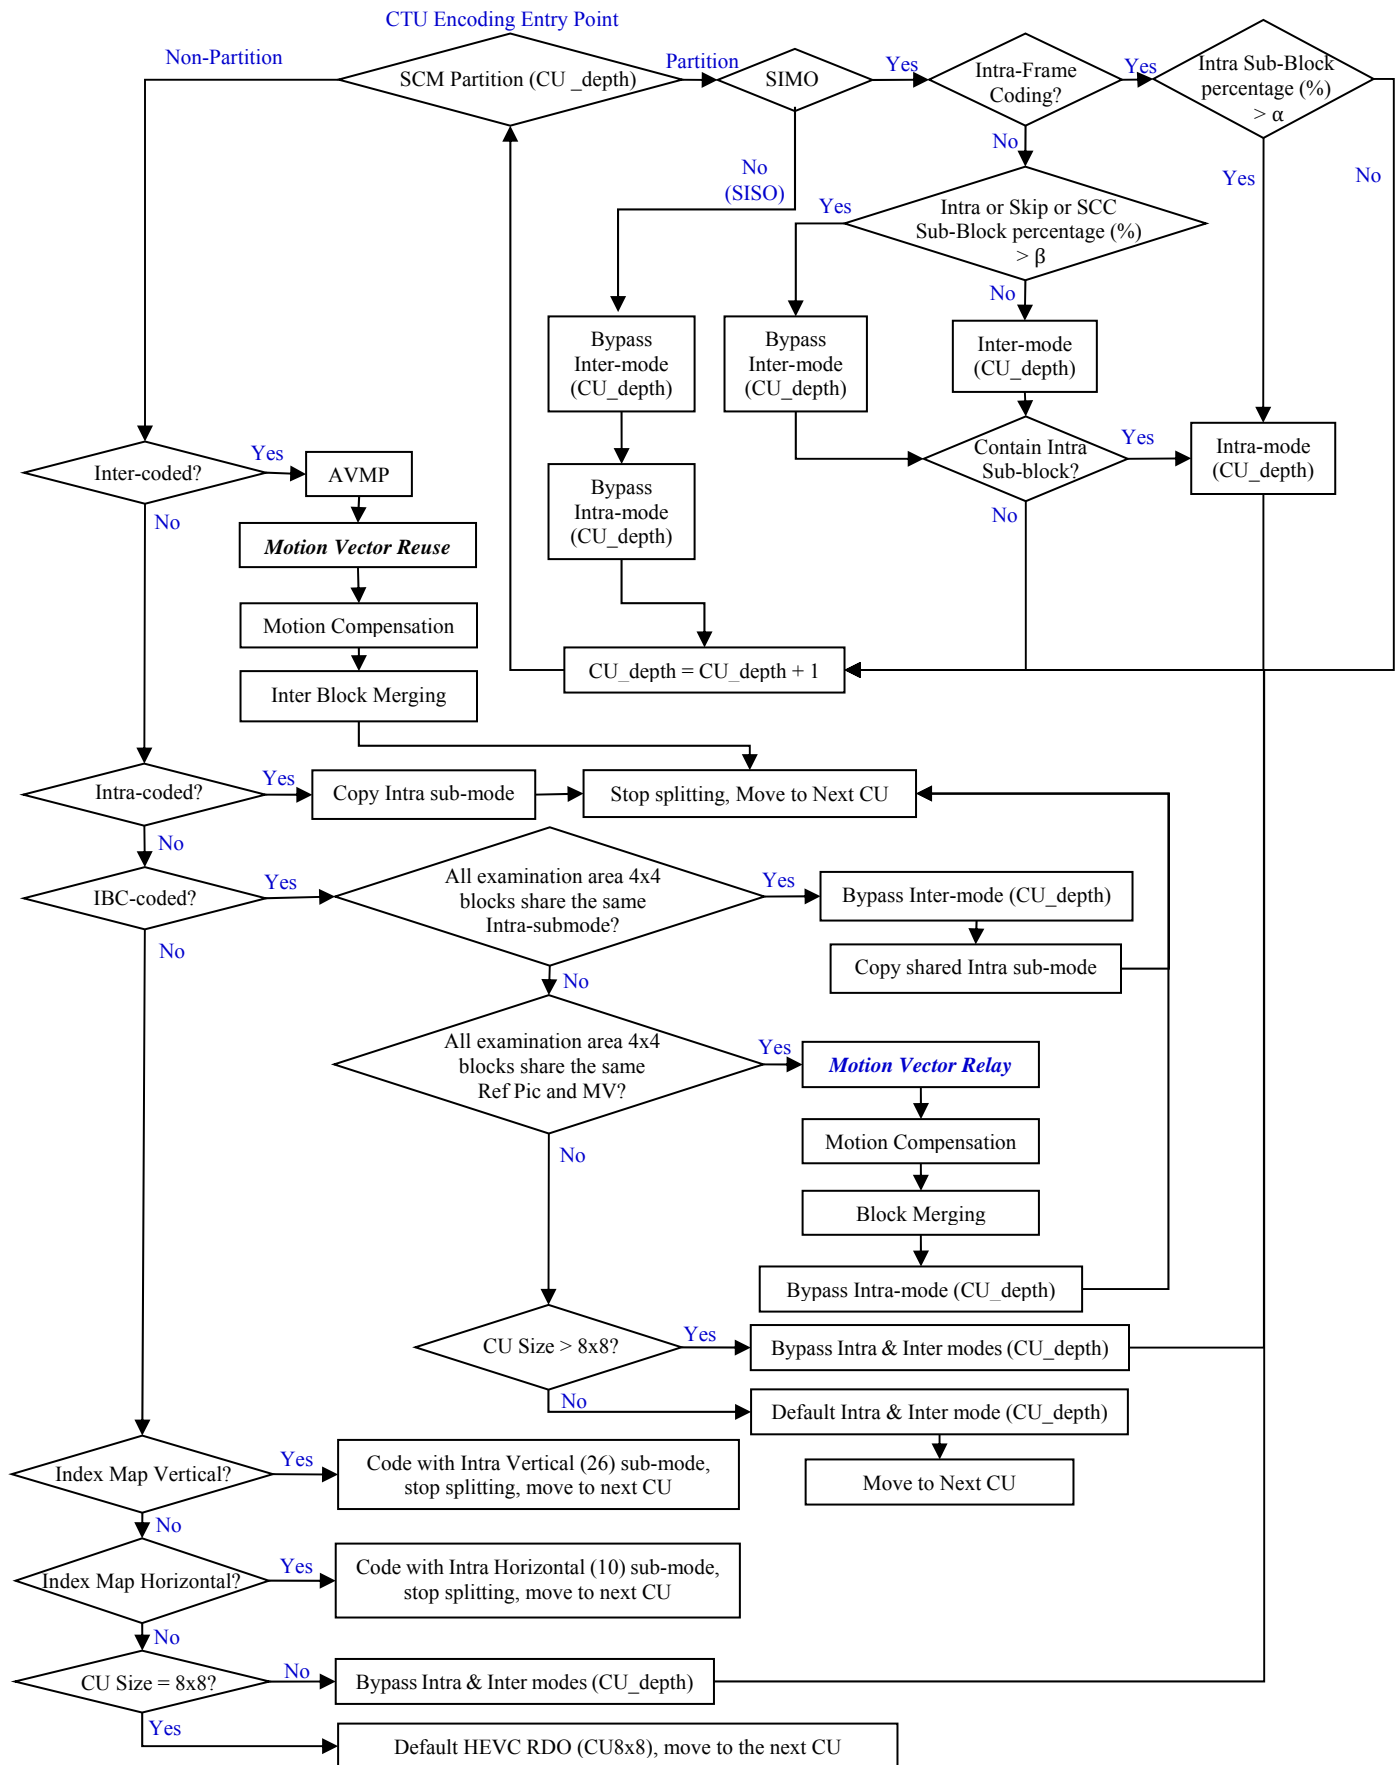 CTU Encoding Entry Point
Non-Partition
SCM Partition (CU _depth)
Partition
SIMO
Yes
Intra-Frame
Coding?
Yes
Intra Sub-Block
percentage (%)
> α
No
(SISO)
No
Yes
No
Yes
Intra or Skip or SCC
Sub-Block percentage (%)
> β
No
Bypass
Inter-mode
(CU_depth)
Bypass
Inter-mode
(CU_depth)
Inter-mode
(CU_depth)
Inter-coded?
Yes
AVMP
Contain Intra
Sub-block?
Yes
Intra-mode
(CU_depth)
No
Bypass
Intra-mode
(CU_depth)
No
Motion Vector Reuse
Motion Compensation
CU_depth = CU_depth + 1
Inter Block Merging
Intra-coded?
Yes
Copy Intra sub-mode
Stop splitting, Move to Next CU
No
IBC-coded?
Yes
All examination area 4x4
blocks share the same
Intra-submode?
Yes
Bypass Inter-mode (CU_depth)
No
Copy shared Intra sub-mode
No
All examination area 4x4
blocks share the same
Ref Pic and MV?
Yes
Motion Vector Relay
Motion Compensation
No
Block Merging
Bypass Intra-mode (CU_depth)
CU Size > 8x8?
Yes
Bypass Intra & Inter modes (CU_depth)
No
Default Intra & Inter mode (CU_depth)
Index Map Vertical?
Yes
Code with Intra Vertical (26) sub-mode,
stop splitting, move to next CU
Move to Next CU
No
Index Map Horizontal?
Yes
Code with Intra Horizontal (10) sub-mode,
stop splitting, move to next CU
No
CU Size = 8x8?
No
Bypass Intra & Inter modes (CU_depth)
Yes
Default HEVC RDO (CU8x8), move to the next CU